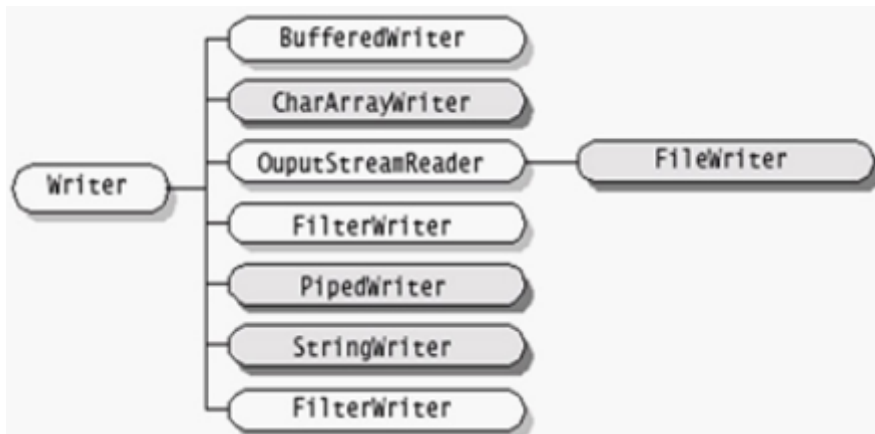 BufferedWriter
CharArrayWriter
OuputStreamReader
FileWriter
Writer
FilterWriter
PipedWriter
StringWriter
FilterWriter